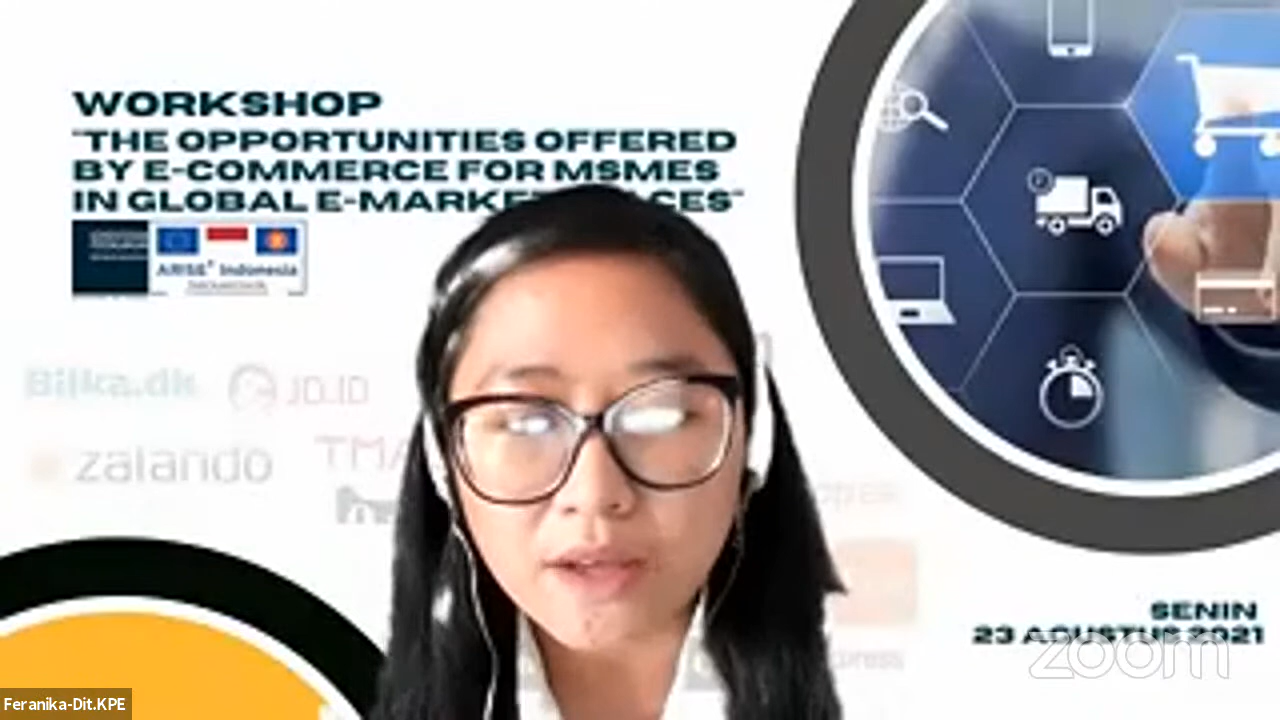 WORKSHOP
"THE OPPORTUNITIES OFFERED
BY E-COMMERCE FOR MSMES
IN GLOBAL E-MARKETPLACES"
ARISE+ Indonesia
Bilka.dk
JD.ID
zalando
SENIN
23 AGUSTUS 2021
zoom
Feranika-Dit.KPE